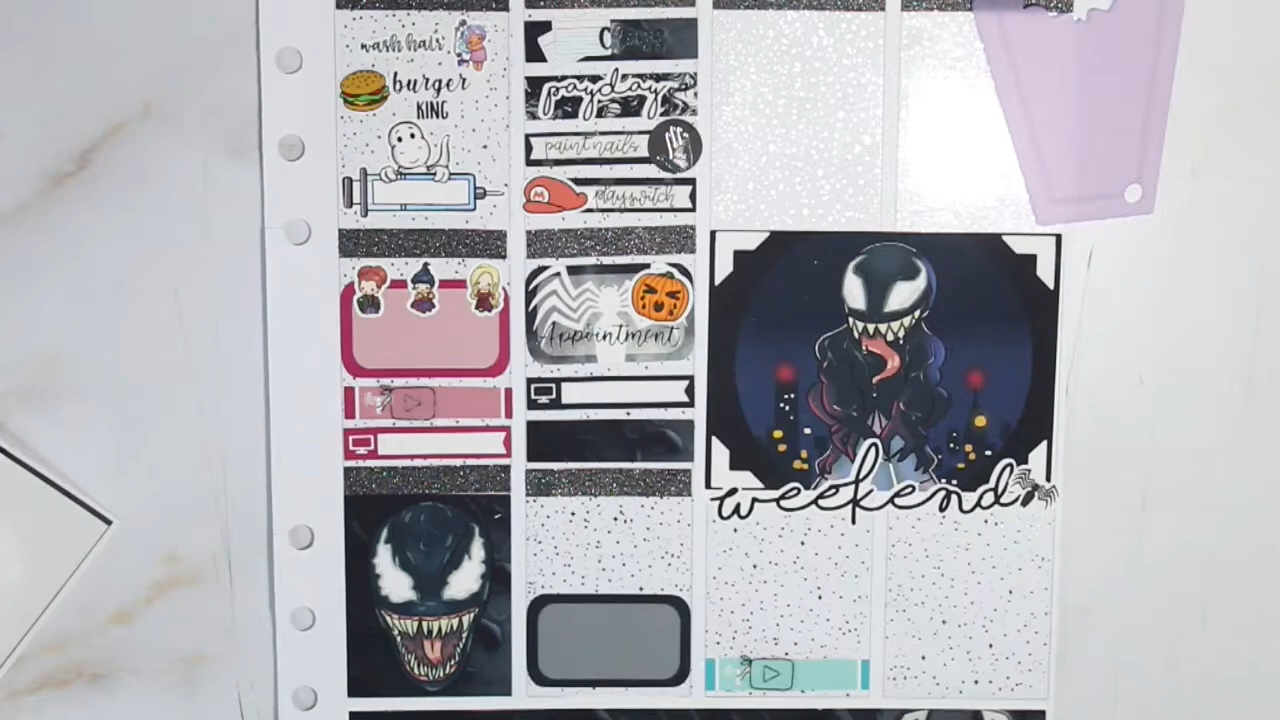 wash hair
burger
KING
payday
paint nails
M
play switch
Appointment
weekend